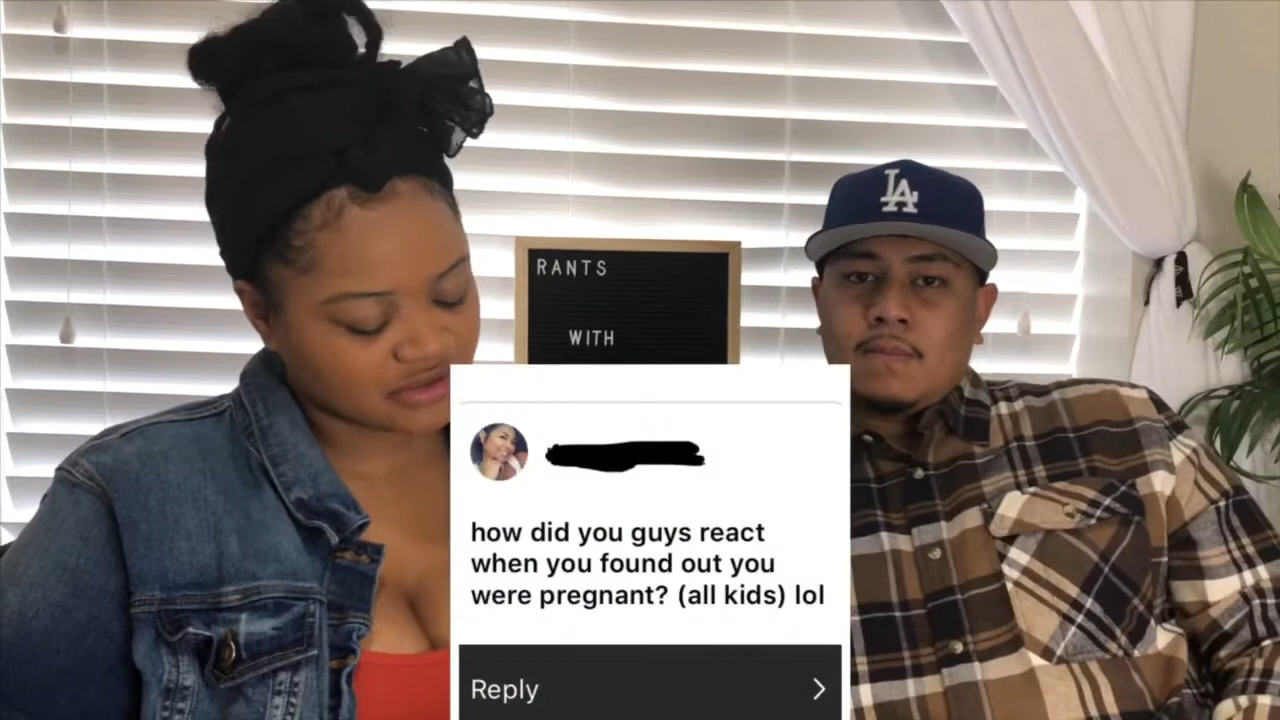 LA
RANTS
WITH
how did you guys react
when you found out you
were pregnant? (all kids) lol
Reply